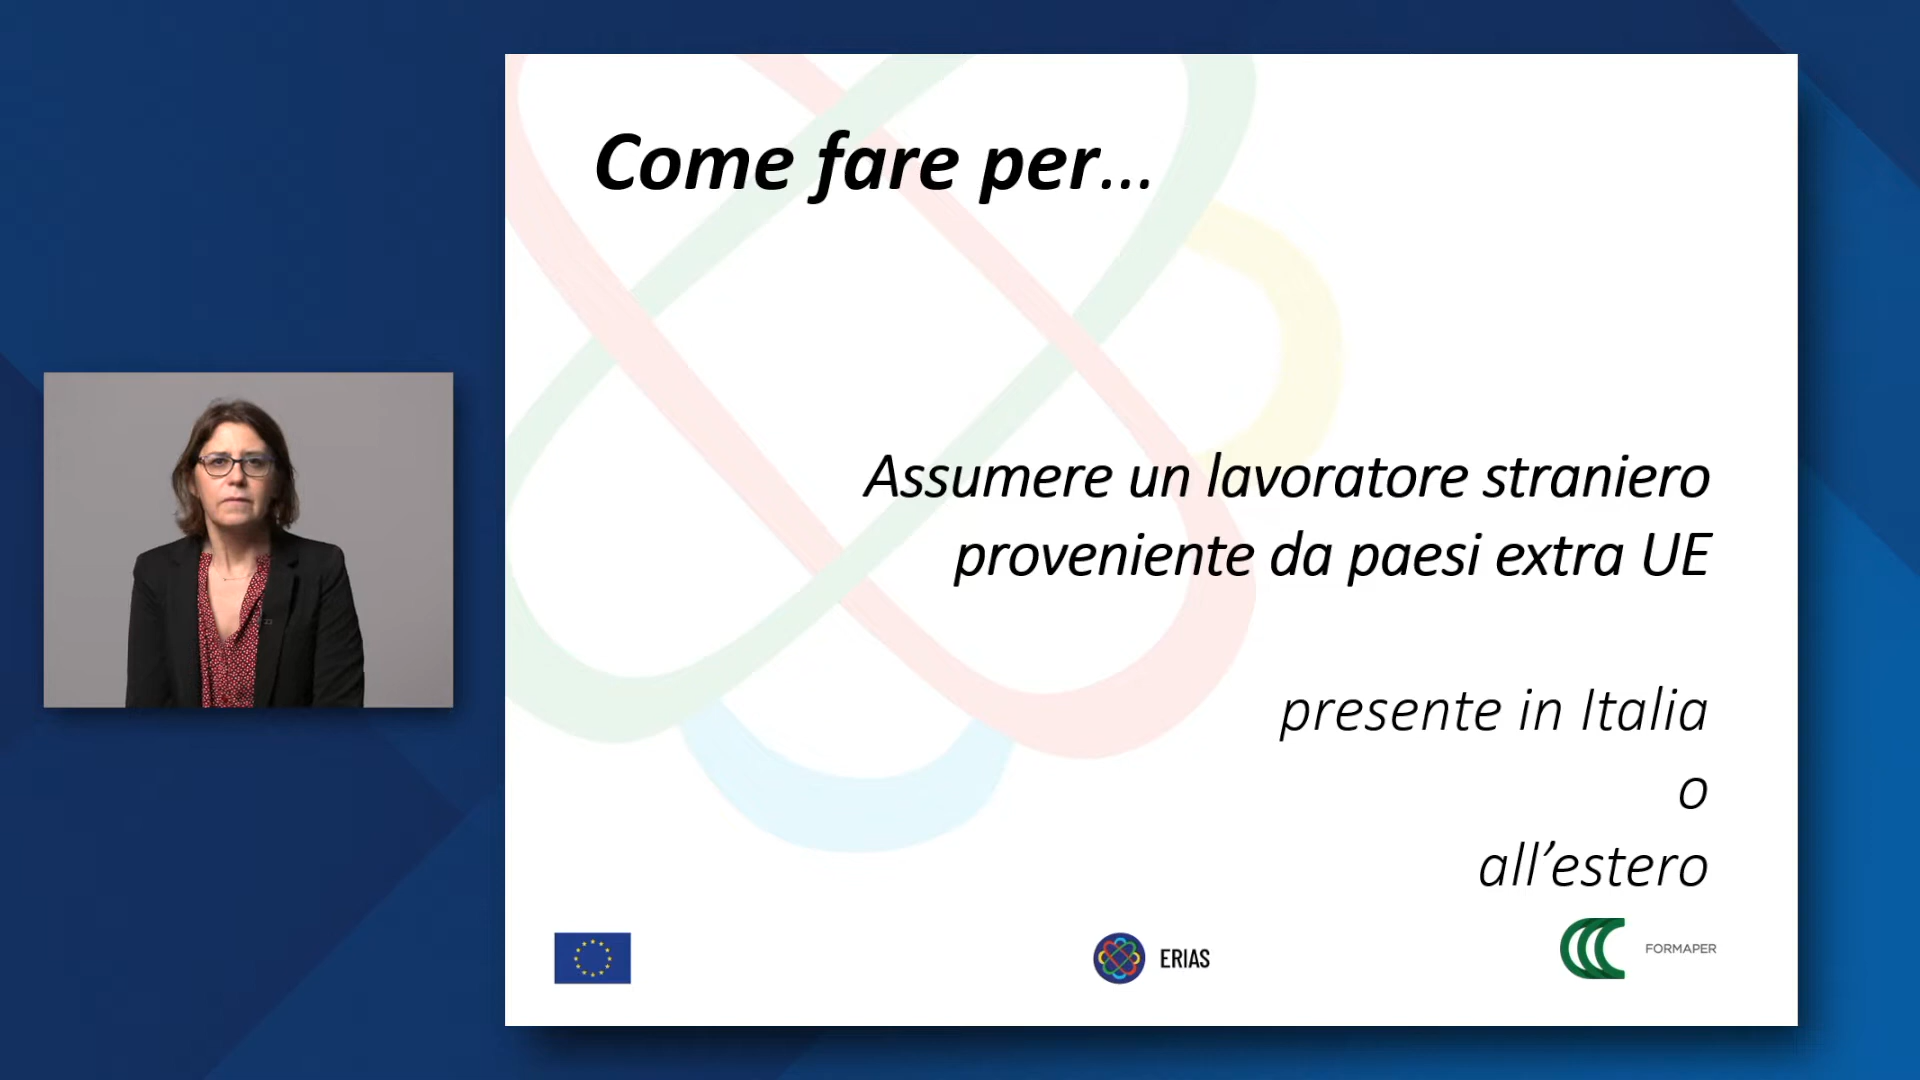 Come fare per...
Assumere un lavoratore straniero
proveniente da paesi extra UE
presente in Italia
o
all’estero
ERIAS
FORMAPER